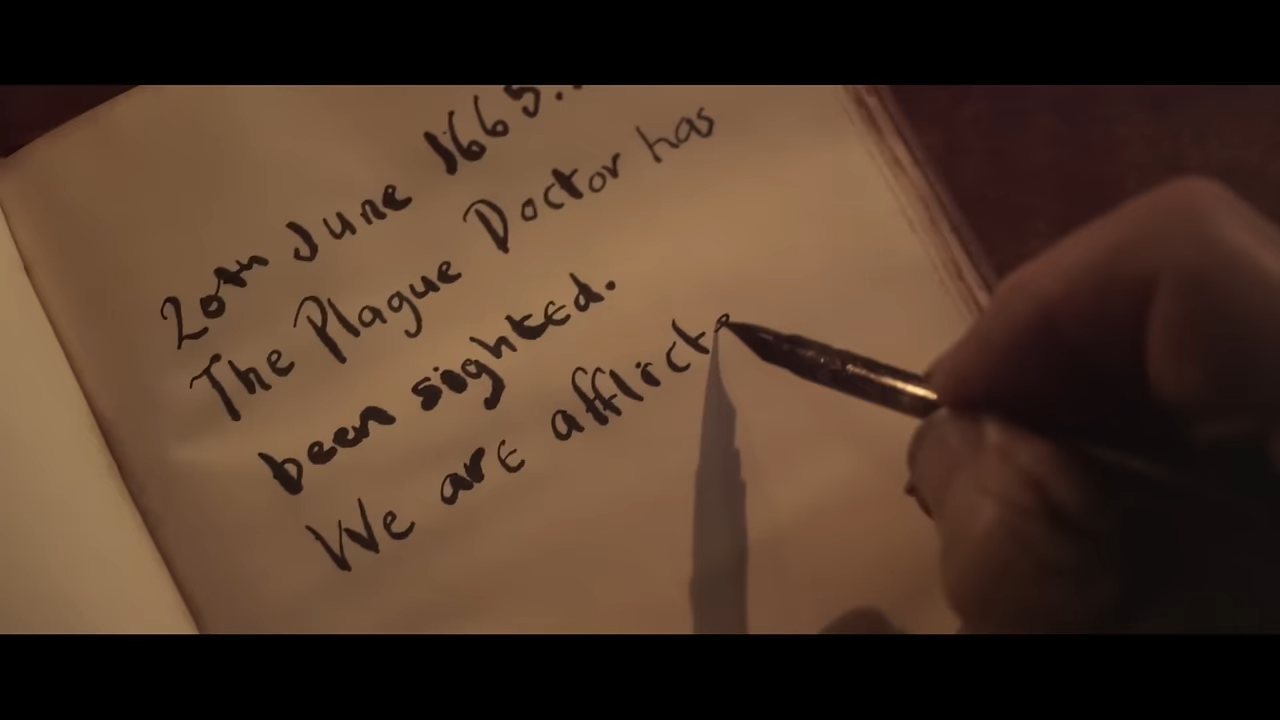 20th June 1665..
The Plague Doctor has
been sighted.
We are afflicte